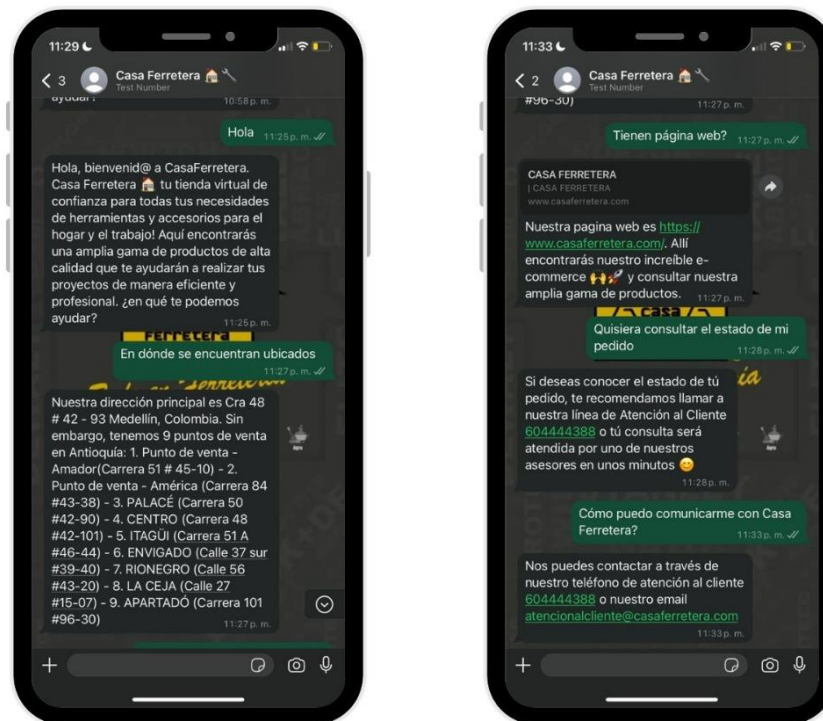 11:29
3
Casa Ferretera
Test Number
ayudar?
10:58 p. m.
Hola
11:25 p. m.
Hola, bienvenid@ a CasaFerretera.
Casa Ferretera 🏠 tu tienda virtual de
confianza para todas tus necesidades
de herramientas y accesorios para el
hogar y el trabajo! Aquí encontrarás
una amplia gama de productos de alta
calidad que te ayudarán a realizar tus
proyectos de manera eficiente y
profesional. ¿en qué te podemos
ayudar?
11:25 p. m.
Ferretera
En dónde se encuentran ubicados
11:27 p. m.
Nuestra dirección principal es Cra 48
# 42 - 93 Medellín, Colombia. Sin
embargo, tenemos 9 puntos de venta
en Antioquía: 1. Punto de venta -
Amador(Carrera 51 # 45-10) - 2.
Punto de venta - América (Carrera 84
#43-38) - 3. PALACÉ (Carrera 50
#42-90) - 4. CENTRO (Carrera 48
#42-101) - 5. ITAGÜI (Carrera 51 A
#46-44) - 6. ENVIGADO (Calle 37 sur
#39-40) - 7. RIONEGRO (Calle 56
#43-20) - 8. LA CEJA (Calle 27
#15-07) - 9. APARTADÓ (Carrera 101
#96-30)
11:27 p. m.
11:33
2
Casa Ferretera
Test Number
#96-30)
11:27 p. m.
Tienen página web?
11:27 p. m.
CASA FERRETERA
| CASA FERRETERA
www.casaferretera.com
Nuestra pagina web es https://
www.casaferretera.com/. Allí
encontrarás nuestro increíble e-
commerce 🙌🚀 y consultar nuestra
amplia gama de productos.
11:27 p. m.
casa
Quisiera consultar el estado de mi
pedido
11:28 p. m.
Si deseas conocer el estado de tú
pedido, te recomendamos llamar a
nuestra línea de Atención al Cliente
604444388 o tú consulta será
atendida por uno de nuestros
asesores en unos minutos 😊
11:28 p. m.
Cómo puedo comunicarme con Casa
Ferretera?
11:33 p. m.
Nos puedes contactar a través de
nuestro teléfono de atención al cliente
604444388 o nuestro email
atencionalcliente@casaferretera.com
11:33 p. m.